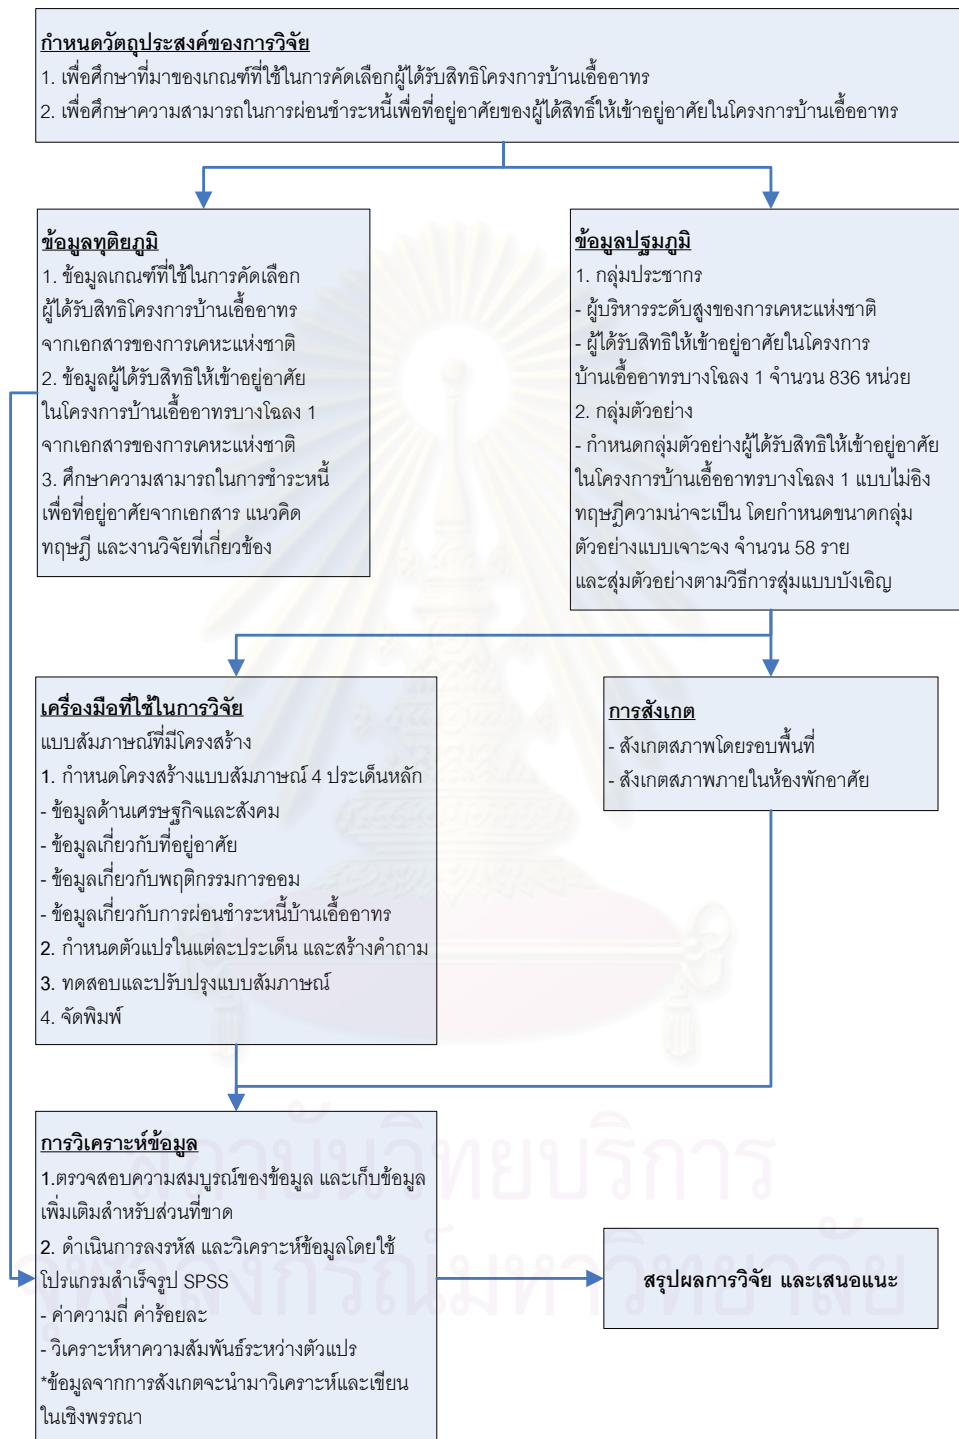 กำหนดวัตถุประสงค์ของการวิจัย
1. เพื่อศึกษาที่มาของเกณฑ์ที่ใช้ในการคัดเลือกผู้ได้รับสิทธิโครงการบ้านเอื้ออาทร
2. เพื่อศึกษาความสามารถในการผ่อนชำระหนี้เพื่อที่อยู่อาศัยของผู้ได้สิทธิ์ให้เข้าอยู่อาศัยในโครงการบ้านเอื้ออาทร
ข้อมูลทุติยภูมิ
1. ข้อมูลเกณฑ์ที่ใช้ในการคัดเลือก
ผู้ได้รับสิทธิโครงการบ้านเอื้ออาทร
จากเอกสารของการเคหะแห่งชาติ
2. ข้อมูลผู้ได้รับสิทธิให้เข้าอยู่อาศัย
ในโครงการบ้านเอื้ออาทรบางโฉลง 1
จากเอกสารของการเคหะแห่งชาติ
3. ศึกษาความสามารถในการชำระหนี้
เพื่อที่อยู่อาศัยจากเอกสาร แนวคิด
ทฤษฎี และงานวิจัยที่เกี่ยวข้อง
ข้อมูลปฐมภูมิ
1. กลุ่มประชากร
- ผู้บริหารระดับสูงของการเคหะแห่งชาติ
- ผู้ได้รับสิทธิให้เข้าอยู่อาศัยในโครงการ
บ้านเอื้ออาทรบางโฉลง 1 จำนวน 836 หน่วย
2. กลุ่มตัวอย่าง
- กำหนดกลุ่มตัวอย่างผู้ได้รับสิทธิให้เข้าอยู่อาศัย
ในโครงการบ้านเอื้ออาทรบางโฉลง 1 แบบไม่อิง
ทฤษฎีความน่าจะเป็น โดยกำหนดขนาดกลุ่ม
ตัวอย่างแบบเจาะจง จำนวน 58 ราย
และสุ่มตัวอย่างตามวิธีการสุ่มแบบบังเอิญ
เครื่องมือที่ใช้ในการวิจัย
แบบสัมภาษณ์ที่มีโครงสร้าง
1. กำหนดโครงสร้างแบบสัมภาษณ์ 4 ประเด็นหลัก
- ข้อมูลด้านเศรษฐกิจและสังคม
- ข้อมูลเกี่ยวกับที่อยู่อาศัย
- ข้อมูลเกี่ยวกับพฤติกรรมการออม
- ข้อมูลเกี่ยวกับการผ่อนชำระหนี้บ้านเอื้ออาทร
2. กำหนดตัวแปรในแต่ละประเด็น และสร้างคำถาม
3. ทดสอบและปรับปรุงแบบสัมภาษณ์
4. จัดพิมพ์
การสังเกต
- สังเกตสภาพโดยรอบพื้นที่
- สังเกตสภาพภายในห้องพักอาศัย
การวิเคราะห์ข้อมูล
1.ตรวจสอบความสมบูรณ์ของข้อมูล และเก็บข้อมูล
เพิ่มเติมสำหรับส่วนที่ขาด
2. ดำเนินการลงรหัส และวิเคราะห์ข้อมูลโดยใช้
โปรแกรมสำเร็จรูป SPSS
- ค่าความถี่ ค่าร้อยละ
- วิเคราะห์หาความสัมพันธ์ระหว่างตัวแปร
*ข้อมูลจากการสังเกตจะนำมาวิเคราะห์และเขียน
ในเชิงพรรณา
สรุปผลการวิจัย และเสนอแนะ
สถาบันวิทยบริการ
จุฬาลงกรณ์มหาวิทยาลัย